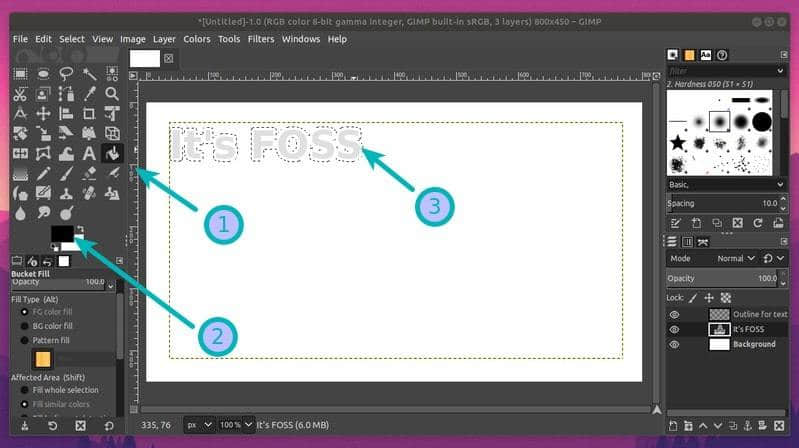 *[Untitled]-1.0 (RGB color 8-bit gamma integer, GIMP built-in sRGB, 3 layers) 800x450 – GIMP
File Edit Select View Image Layer Colors Tools Filters Windows Help
filter
2. Hardness 050 (51 × 51)
It's FOSS
1
3
2
Basic,
Spacing 10.0
Mode Normal
Opacity 100.0
Lock:
Outline for text
It's FOSS
Background
Bucket Fill
Opacity 100.0
Fill Type (Alt)
FG color fill
BG color fill
Pattern fill
Affected Area (Shift)
Fill whole selection
Fill similar colors
335, 76 px 100% It's FOSS (6.0 MB)